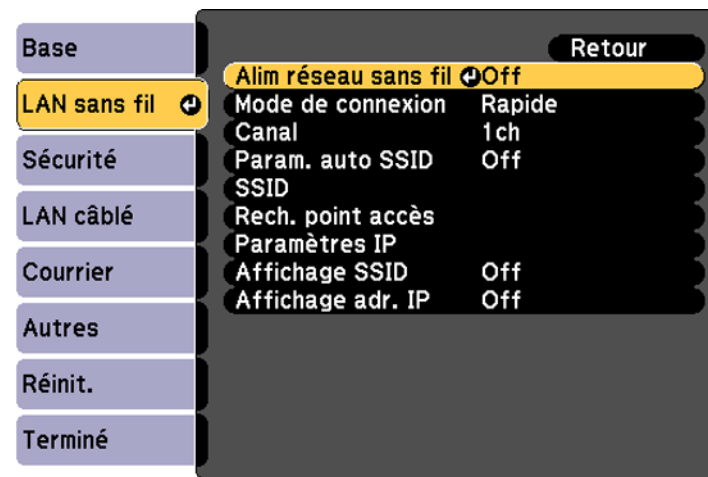 Base
LAN sans fil
Sécurité
LAN câblé
Courrier
Autres
Réinit.
Terminé
Retour
Alim réseau sans fil Off
Mode de connexion Rapide
Canal 1ch
Param. auto SSID Off
SSID
Rech. point accès
Paramètres IP
Affichage SSID Off
Affichage adr. IP Off